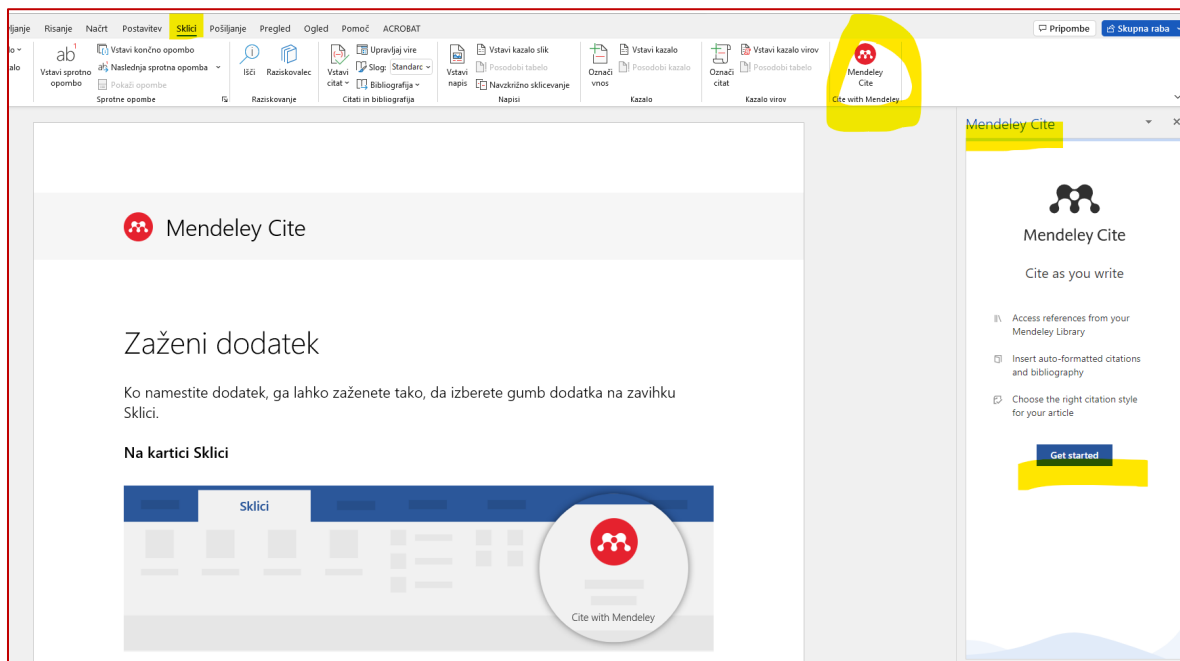 Risanje Načrt Postavitev Sklici Pošiljanje Pregled Ogled Pomoč ACROBAT
Pripombe Skupna raba
ab1
Vstavi sprotno opombo
Vstavi končno opombo
Naslednja sprotna opomba
Pokaži opombe
Sprotne opombe
Išči
Raziskovalec
Raziskovanje
Vstavi citat
Upravljaj vire
Slog: Standarc
Bibliografija
Citati in bibliografija
Vstavi napis
Vstavi kazalo slik
Posodobi tabelo
Navzkrižno sklicevanje
Napisi
Označi vnos
Vstavi kazalo
Posodobi kazalo
Kazalo
Označi citat
Vstavi kazalo virov
Posodobi tabelo
Kazalo virov
Mendeley Cite
Cite with Mendeley
Mendeley Cite
Zaženi dodatek
Ko namestite dodatek, ga lahko zaženete tako, da izberete gumb dodatka na zavihku
Sklici.
Na kartici Sklici
Sklici
Cite with Mendeley
Mendeley Cite
Mendeley Cite
Cite as you write
Access references from your
Mendeley Library
Insert auto-formatted citations
and bibliography
Choose the right citation style
for your article
Get started